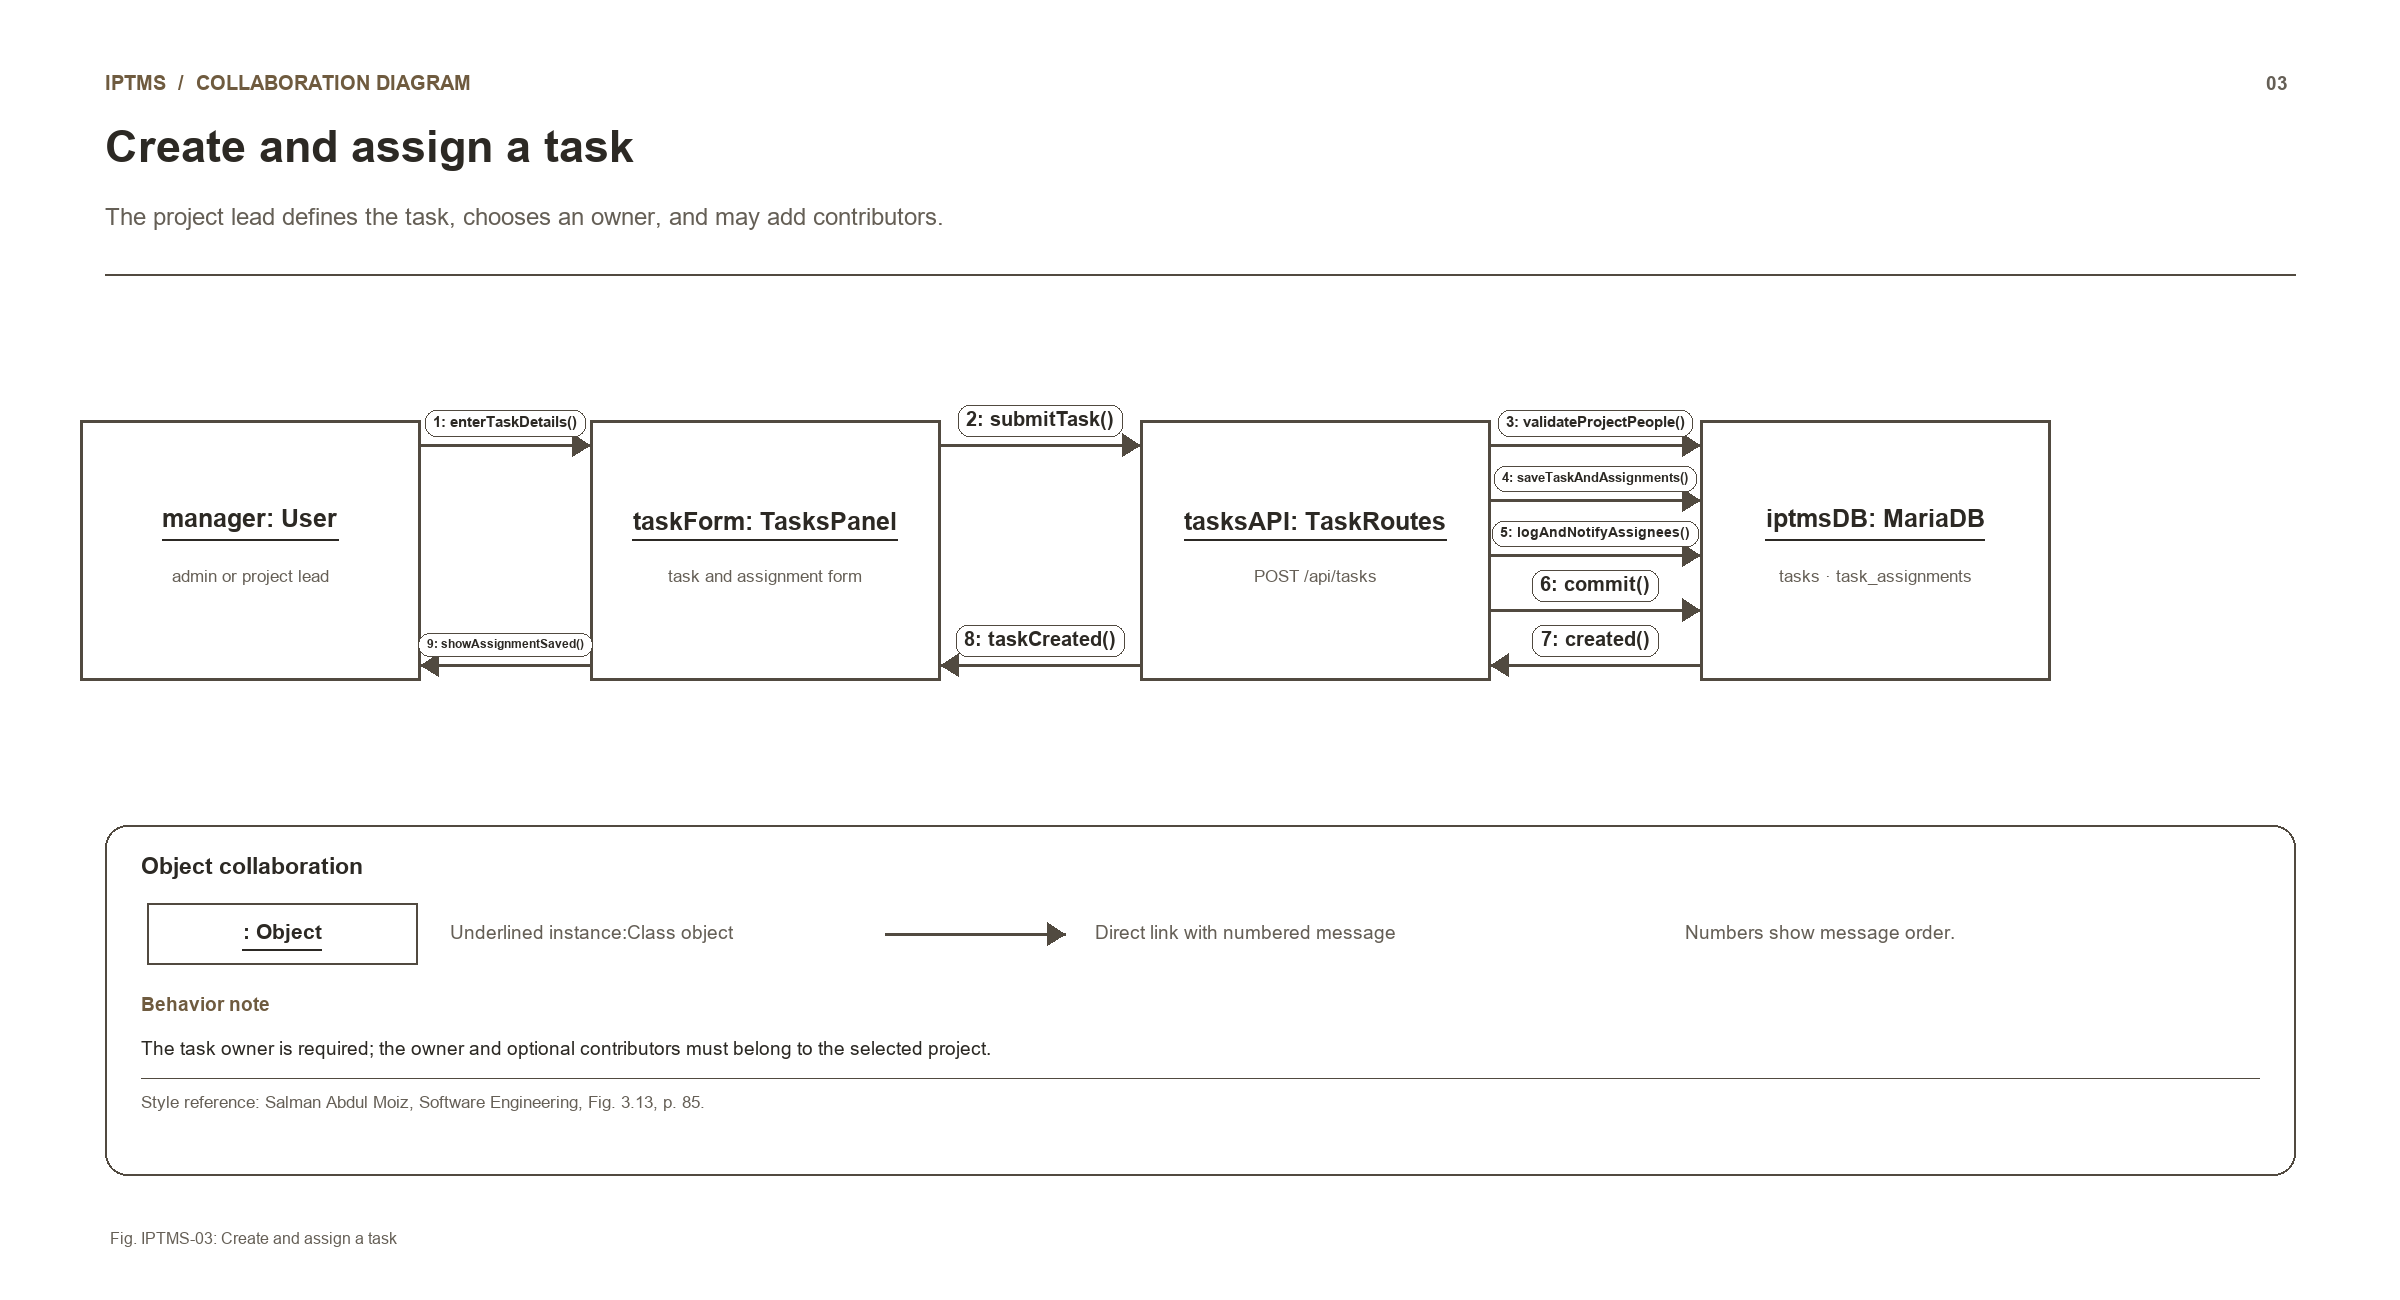 IPTMS / COLLABORATION DIAGRAM
03
Create and assign a task
The project lead defines the task, chooses an owner, and may add contributors.
1: enterTaskDetails()
2: submitTask()
3: validateProjectPeople()
4: saveTaskAndAssignments()
manager: User
taskForm: TasksPanel
tasksAPI: TaskRoutes
iptmsDB: MariaDB
5: logAndNotifyAssignees()
admin or project lead
task and assignment form
POST /api/tasks
tasks · task_assignments
6: commit()
9: showAssignmentSaved()
8: taskCreated()
7: created()
Object collaboration
: Object
Underlined instance:Class object
Direct link with numbered message
Numbers show message order.
Behavior note
The task owner is required; the owner and optional contributors must belong to the selected project.
Style reference: Salman Abdul Moiz, Software Engineering, Fig. 3.13, p. 85.
Fig. IPTMS-03: Create and assign a task